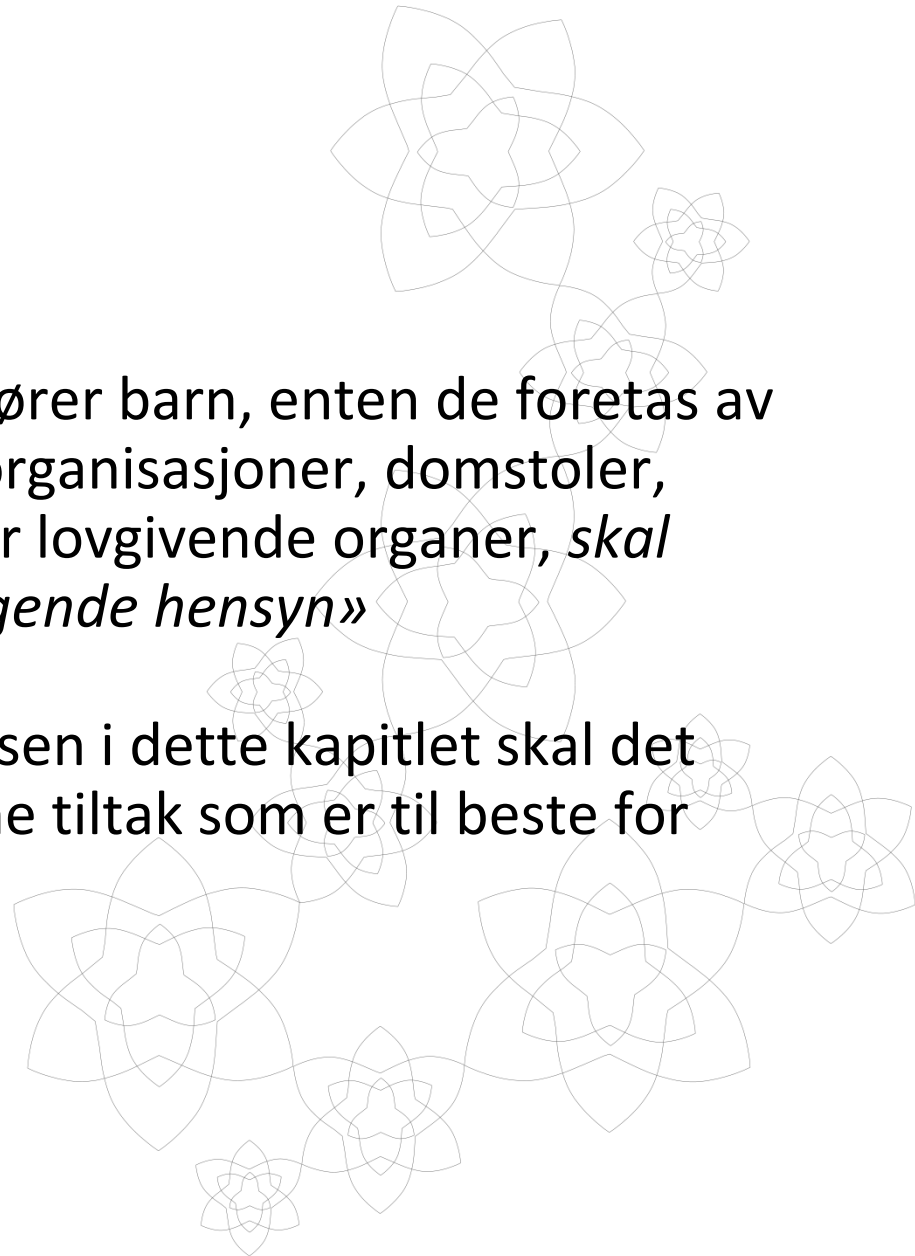 ører barn, enten de foretas av
organisasjoner, domstoler,
r lovgivende organer, skal
gende hensyn»
sen i dette kapitlet skal det
ne tiltak som er til beste for